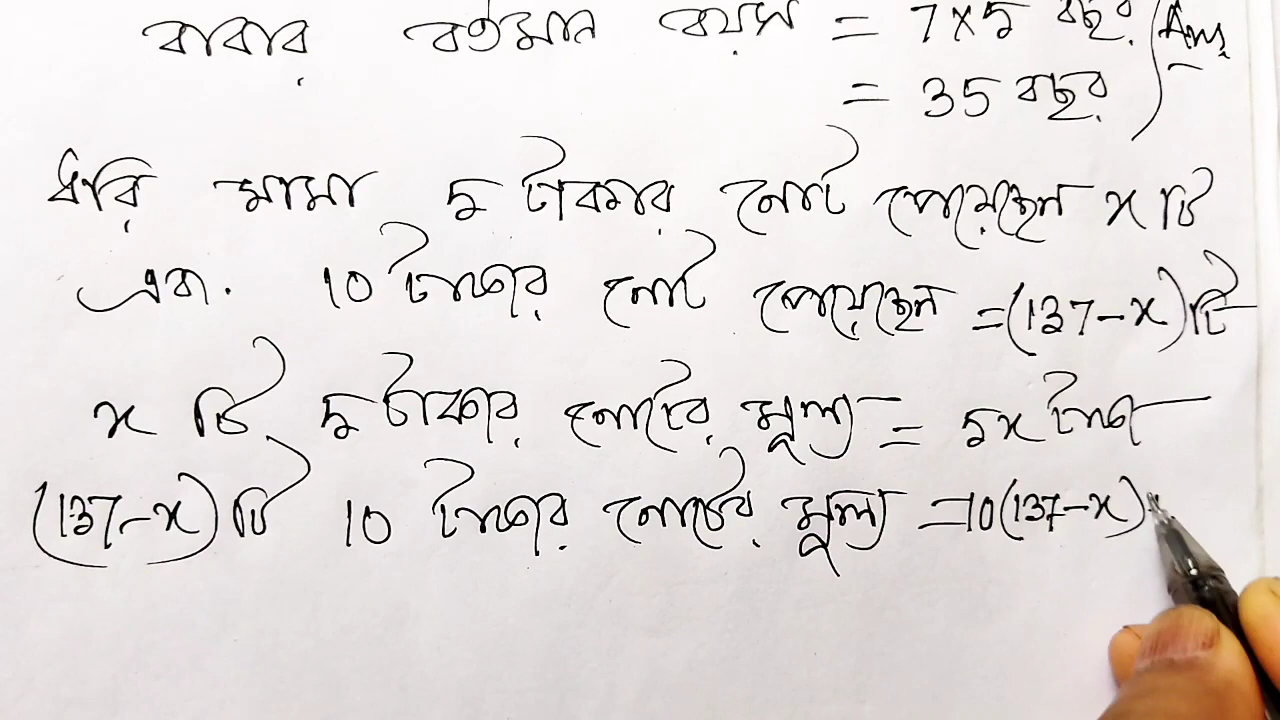 বাবার বর্তমান বয়স = 7×5 বছর Ans
= 35 বছর
ধরি মামা 5 টাকার নোট পেয়েছেন x টি
এবং 10 টাকার নোট পেয়েছেন =(137-x)টি
x টি 5 টাকার নোটের মূল্য = 5x টাকা
(137-x)টি 10 টাকার নোটের মূল্য =10(137-x)